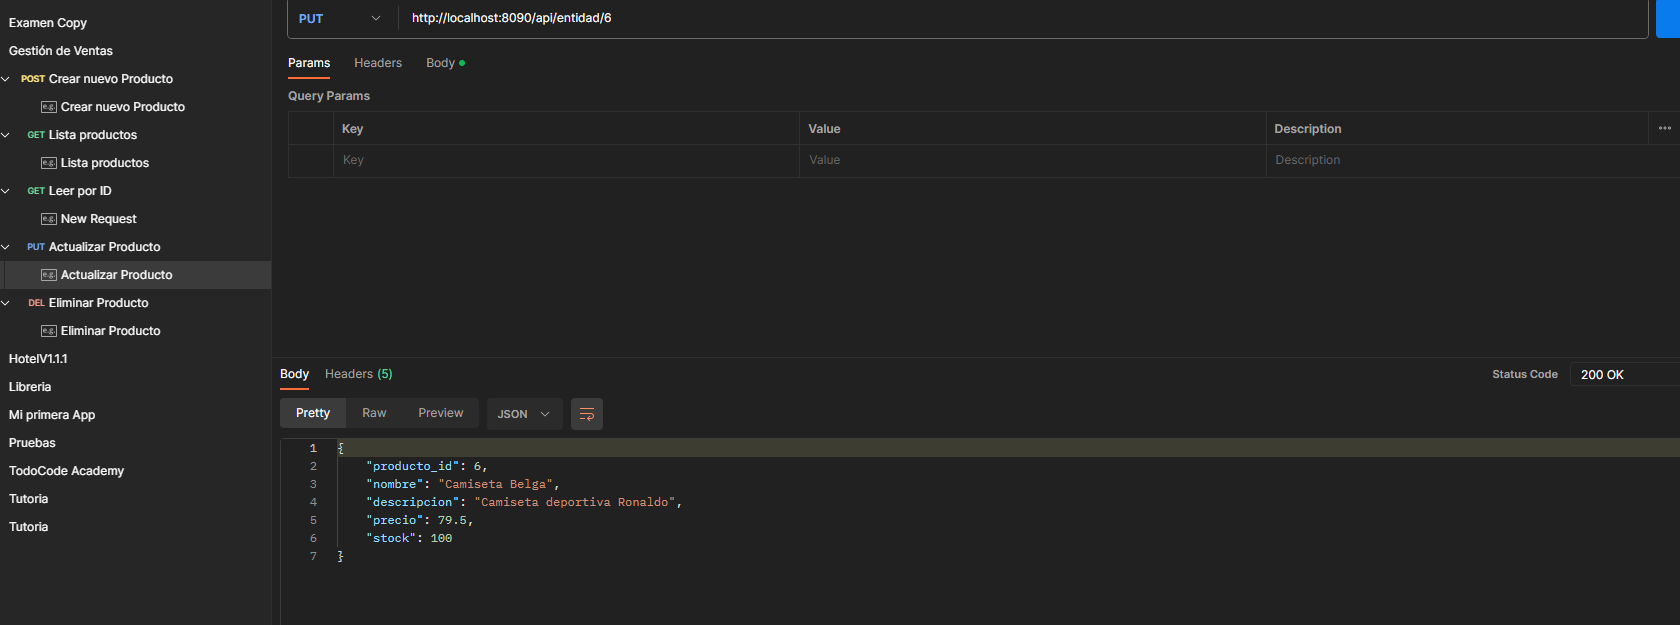 Examen Copy
Gestión de Ventas
POST Crear nuevo Producto
e.g. Crear nuevo Producto
GET Lista productos
e.g. Lista productos
GET Leer por ID
e.g. New Request
PUT Actualizar Producto
e.g. Actualizar Producto
DEL Eliminar Producto
e.g. Eliminar Producto
HotelV1.1.1
Libreria
Mi primera App
Pruebas
TodoCode Academy
Tutoria
Tutoria
PUT http://localhost:8090/api/entidad/6
Params Headers Body
Query Params
Key Value Description
Key Value Description
Body Headers (5) Status Code 200 OK
Pretty Raw Preview JSON
1 {
2 "producto_id": 6,
3 "nombre": "Camiseta Belga",
4 "descripcion": "Camiseta deportiva Ronaldo",
5 "precio": 79.5,
6 "stock": 100
7 }